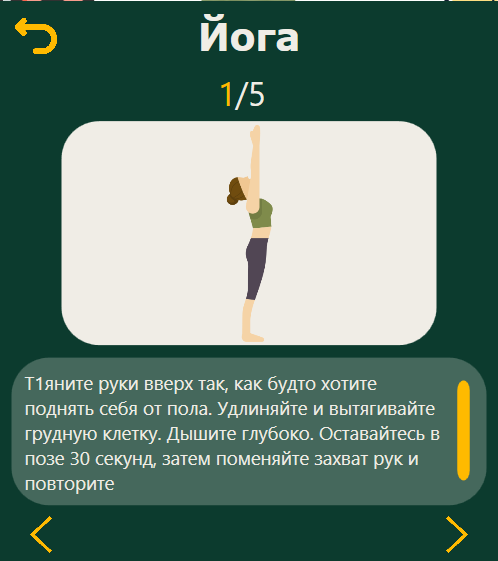 Йога
1/5
Т1яните руки вверх так, как будто хотите
поднять себя от пола. Удлиняйте и вытягивайте
грудную клетку. Дышите глубоко. Оставайтесь в
позе 30 секунд, затем поменяйте захват рук и
повторите